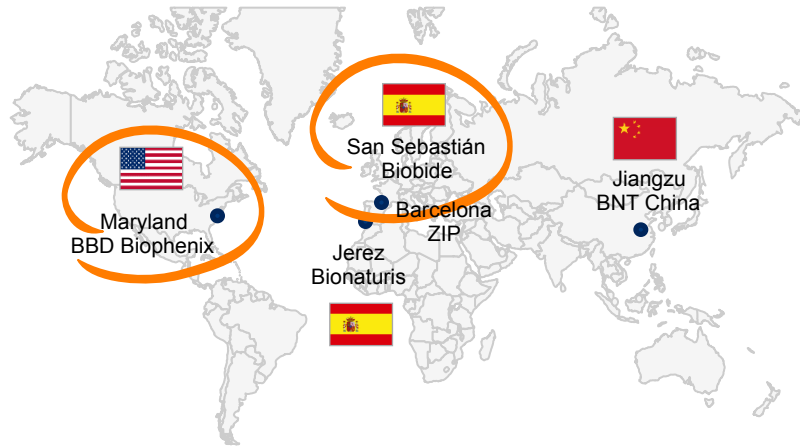 San Sebastián
Biobide
Jiangzu
BNT China
Maryland
BBD Biophenix
Barcelona
ZIP
Jerez
Bionaturis